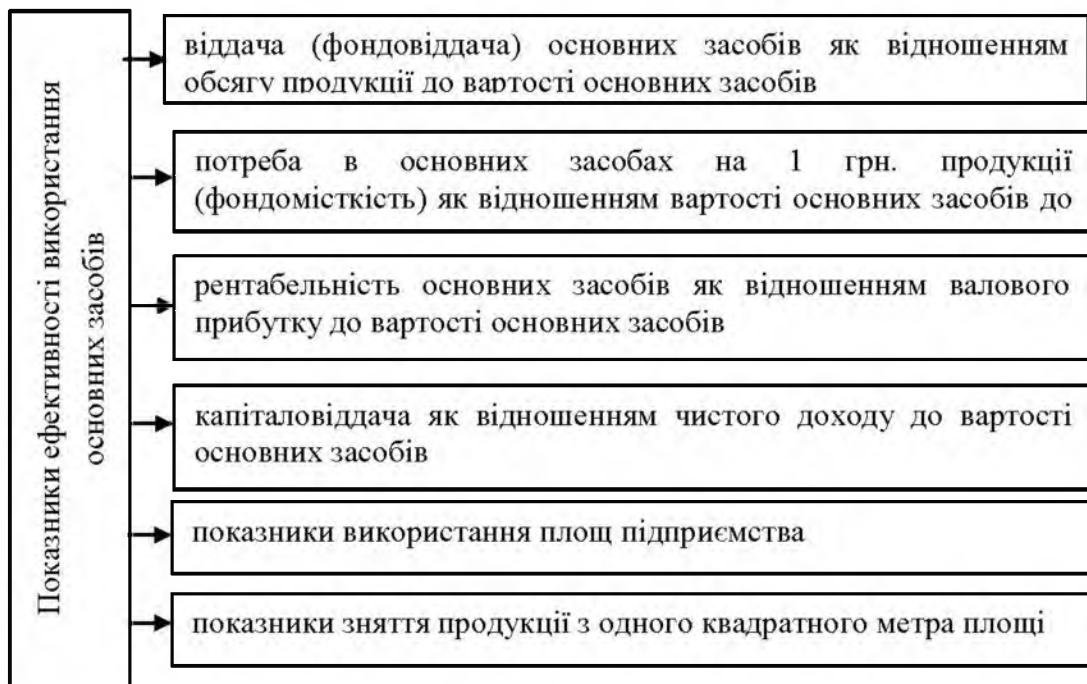 Показники ефективності використання
основних засобів
віддача (фондовіддача) основних засобів як відношенням
обсягу продукції до вартості основних засобів
потреба в основних засобах на 1 грн. продукції
(фондомісткість) як відношенням вартості основних засобів до
рентабельність основних засобів як відношенням валового
прибутку до вартості основних засобів
капіталовіддача як відношенням чистого доходу до вартості
основних засобів
показники використання площ підприємства
показники зняття продукції з одного квадратного метра площі